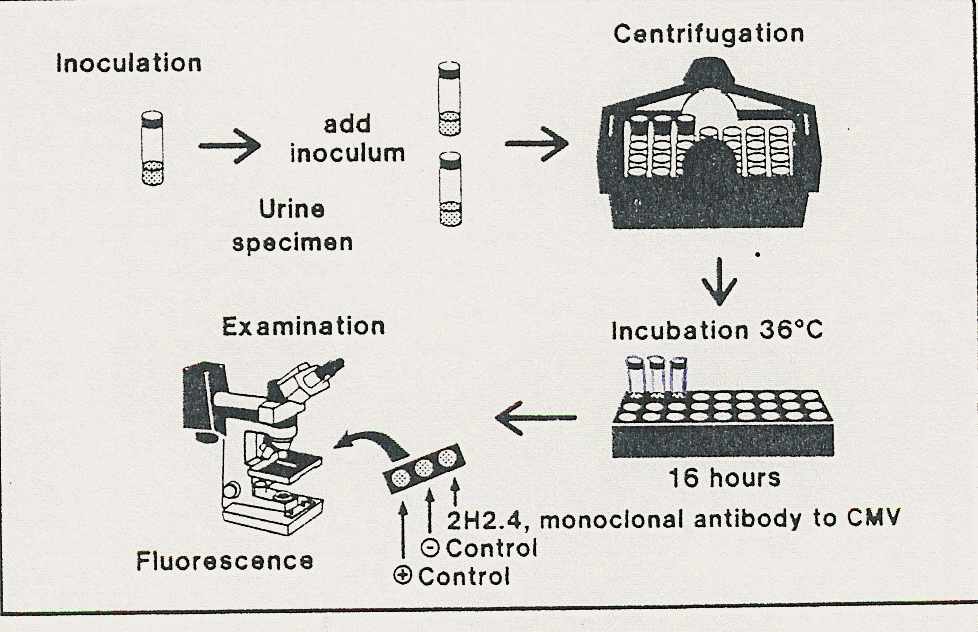 Inoculation
add
inoculum
Urine
specimen
Centrifugation
Incubation 36°C
16 hours
Examination
2H2.4, monoclonal antibody to CMV
⊖ Control
⊕ Control
Fluorescence